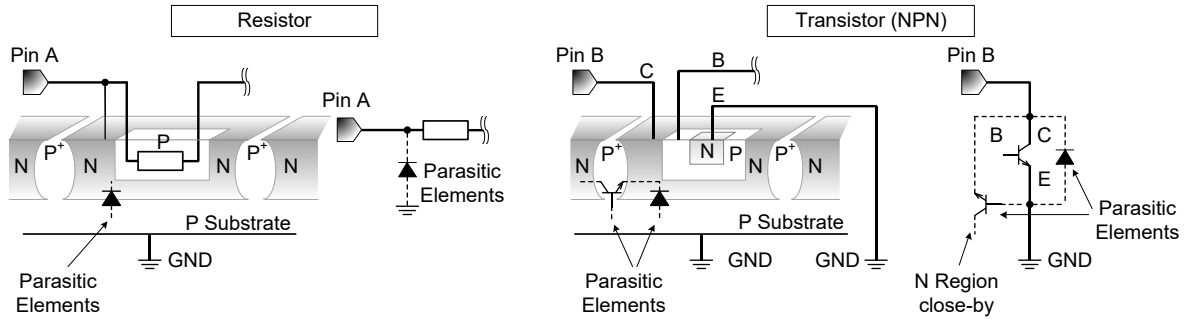 Resistor
Pin A
N
P+
N
P
N
P+
N
P Substrate
GND
Parasitic
Elements
Pin A
Parasitic
Elements
Transistor (NPN)
Pin B
C
B
E
N
P+
N
N
P
N
P+
N
P Substrate
GND
GND
Parasitic
Elements
Pin B
B
C
E
Parasitic
Elements
GND
N Region
close-by